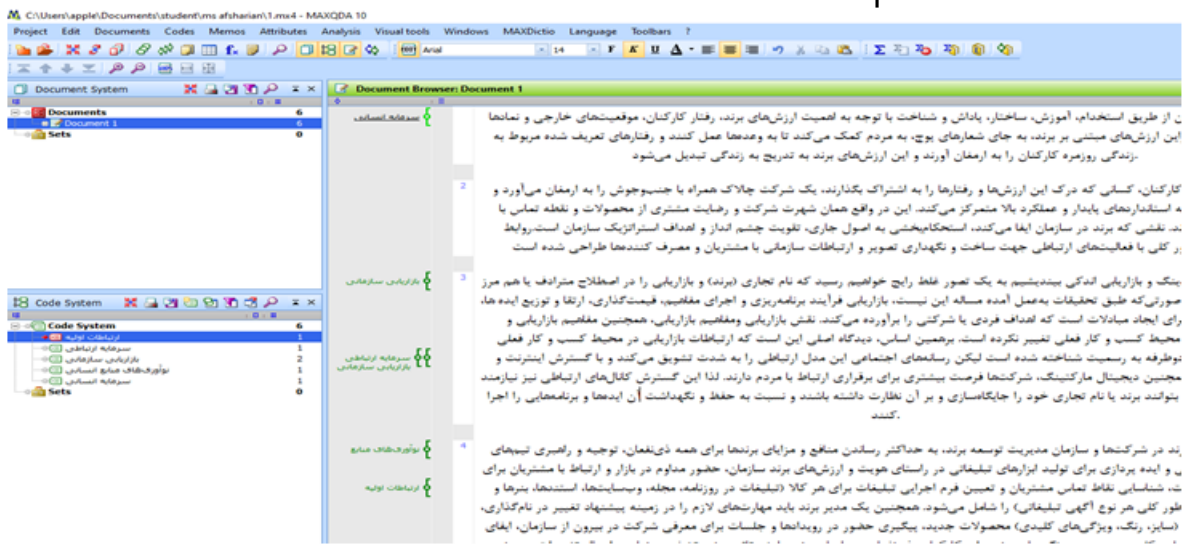 C:\Users\apple\Documents\student\ms afsharian\1.mx4 - MAXQDA 10
Project Edit Documents Codes Memos Attributes Analysis Visual tools Windows MAXDictio Language Toolbars ?
Arial 14
Document System
Documents 6
Document 1 6
Sets 0
Code System
Code System 6
ارتباطات اولیه 1
سرمایه ارتباطی 1
بازاریابی سازمانی 2
نوآوری‌های منابع انسانی 1
سرمایه انسانی 1
Sets 0
Document Browser: Document 1
سرمایه انسانی
ن از طریق استخدام، آموزش، ساختار، پاداش و شناخت با توجه به اهمیت ارزش‌های برند، رفتار کارکنان، موقعیت‌های خارجی و نمادها
این ارزش‌های مبتنی بر برند، به جای شعارهای پوچ، به مردم کمک می‌کند تا به وعده‌ها عمل کنند و رفتارهای تعریف شده مربوط به
زندگی روزمره کارکنان را به ارمغان آورند و این ارزش‌های برند به تدریج به زندگی تبدیل می‌شود.
2
کارکنان، کسانی که درک این ارزش‌ها و رفتارها را به اشتراک بگذارند، یک شرکت چالاک همراه با جنب‌وجوش را به ارمغان می‌آورد و
ه استانداردهای پایدار و عملکرد بالا متمرکز می‌کند. این در واقع همان شهرت شرکت و رضایت مشتری از محصولات و نقطه تماس با
ند. نقشی که برند در سازمان ایفا می‌کند، استحکام‌بخشی به اصول جاری، تقویت چشم انداز و اهداف استراتژیک سازمان است.روابط
ور کلی با فعالیت‌های ارتباطی جهت ساخت و نگهداری تصویر و ارتباطات سازمانی با مشتریان و مصرف کننده‌ها طراحی شده است
3
بازاریابی سازمانی
ینگ و بازاریابی اندکی بیندیشیم به یک تصور غلط رایج خواهیم رسید که نام تجاری (برند) و بازاریابی را در اصطلاح مترادف یا هم مرز
صورتی‌که طبق تحقیقات به‌عمل آمده مساله این نیست، بازاریابی فرآیند برنامه‌ریزی و اجرای مفاهیم، قیمت‌گذاری، ارتقا و توزیع ایده ها،
رای ایجاد مبادلات است که اهداف فردی یا شرکتی را برآورده می‌کند. نقش بازاریابی ومفاهیم بازاریابی، همچنین مفاهیم بازاریابی و
محیط کسب و کار فعلی تغییر نکرده است. برهمین اساس، دیدگاه اصلی این است که ارتباطات بازاریابی در محیط کسب و کار فعلی
سرمایه ارتباطی
بازاریابی سازمانی
وطرفه به رسمیت شناخته شده است لیکن رسانه‌های اجتماعی این مدل ارتباطی را به شدت تشویق می‌کند و با گسترش اینترنت و
مچنین دیجیتال مارکتینگ، شرکت‌ها فرصت بیشتری برای برقراری ارتباط با مردم دارند. لذا این گسترش کانال‌های ارتباطی نیز نیازمند
بتوانند برند یا نام تجاری خود را جایگاه‌سازی و بر آن نظارت داشته باشند و نسبت به حفظ و نگهداشت آن ایده‌ها و برنامه‌هایی را اجرا
کنند.
4
نوآوری‌های منابع
ند در شرکت‌ها و سازمان مدیریت توسعه برند، به حداکثر رساندن منافع و مزایای برندها برای همه ذی‌نفعان، توجیه و راهبری تیم‌های
ی و ایده پردازی برای تولید ابزارهای تبلیغاتی در راستای هویت و ارزش‌های برند سازمان، حضور مداوم در بازار و ارتباط با مشتریان برای
ارتباطات اولیه
ت، شناسایی نقاط تماس مشتریان و تعیین فرم اجرایی تبلیغات برای هر کالا (تبلیغات در روزنامه، مجله، وب‌سایت‌ها، استندها، بنرها و
طور کلی هر نوع آگهی تبلیغاتی) را شامل می‌شود. همچنین یک مدیر برند باید مهارت‌های لازم را در زمینه پیشنهاد تغییر در نام‌گذاری،
(سایز، رنگ، ویژگی‌های کلیدی) محصولات جدید، پیگیری حضور در رویدادها و جلسات برای معرفی شرکت در بیرون از سازمان، ایفای